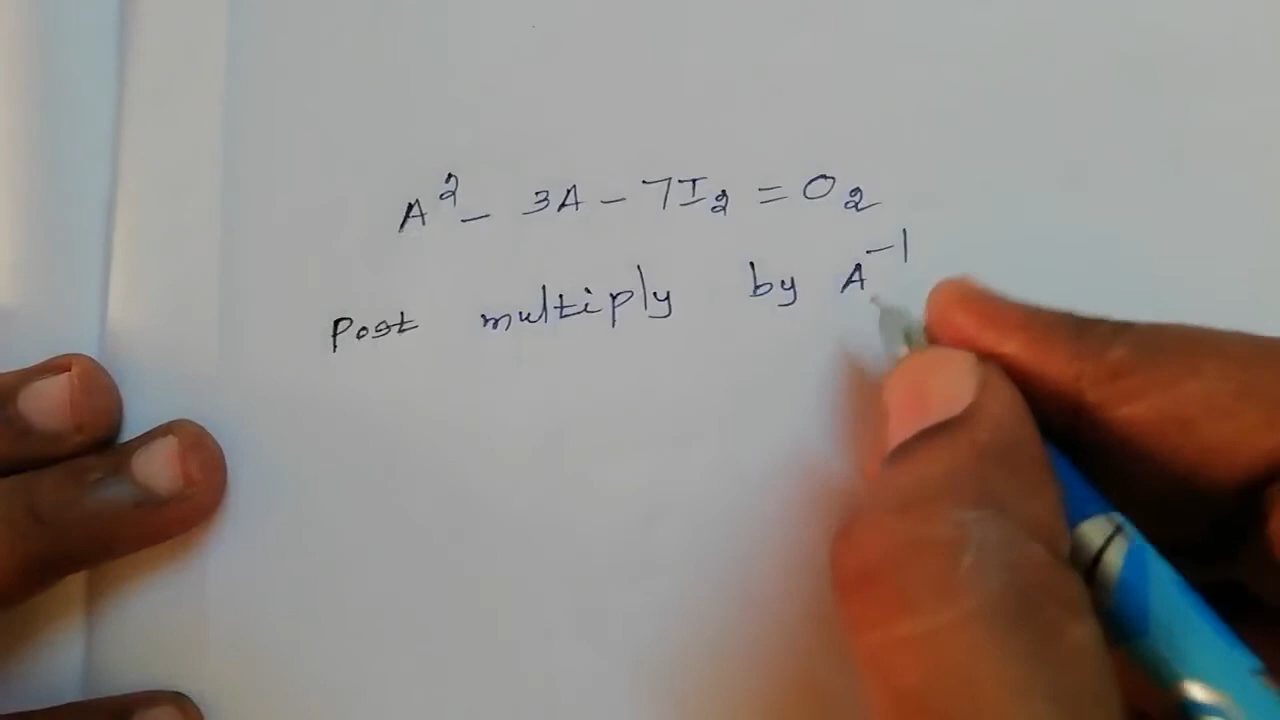 A² - 3A - 7I₂ = O₂
Post multiply by A⁻¹